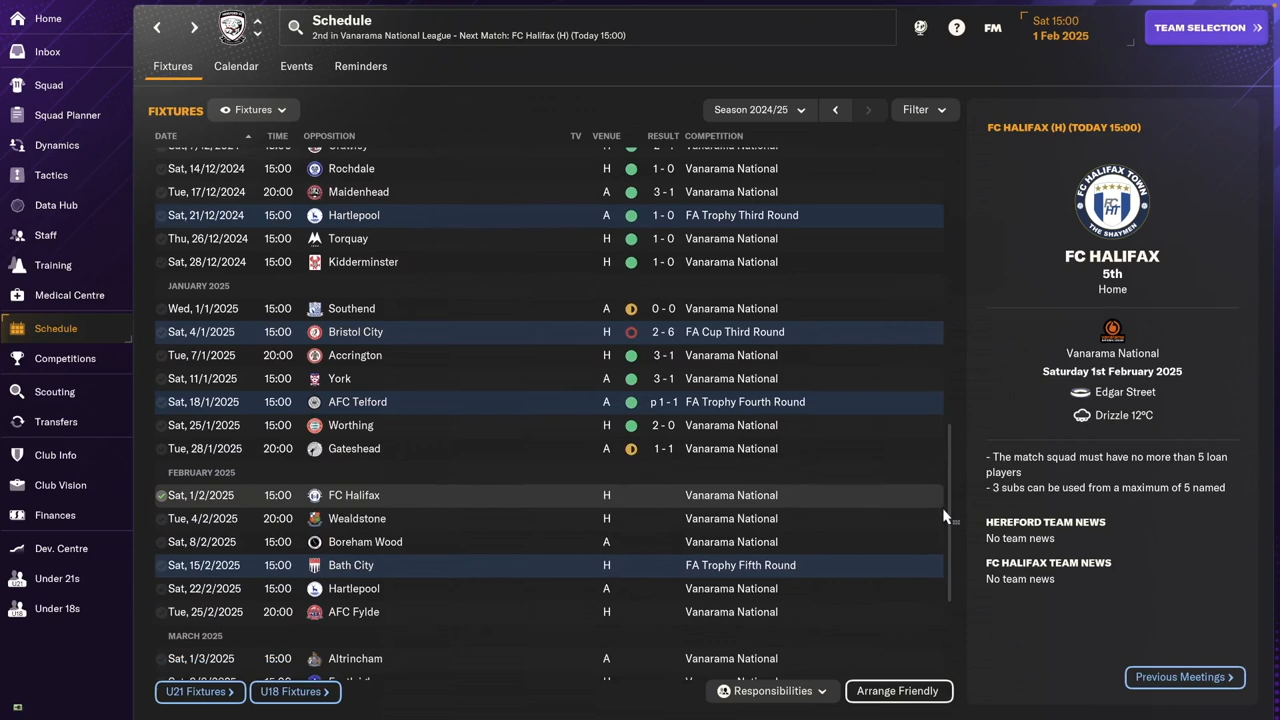 Home
Inbox
Squad
Squad Planner
Dynamics
Tactics
Data Hub
Staff
Training
Medical Centre
Schedule
Competitions
Scouting
Transfers
Club Info
Club Vision
Finances
Dev. Centre
U21 Under 21s
U18 Under 18s
Schedule
2nd in Vanarama National League - Next Match: FC Halifax (H) (Today 15:00)
? FM
Sat 15:00
1 Feb 2025
TEAM SELECTION
Fixtures Calendar Events Reminders
FIXTURES Fixtures Season 2024/25 Filter
DATE TIME OPPOSITION TV VENUE RESULT COMPETITION
Sat, 14/12/2024 15:00 Rochdale H 1 - 0 Vanarama National
Tue, 17/12/2024 20:00 Maidenhead A 3 - 1 Vanarama National
Sat, 21/12/2024 15:00 Hartlepool A 1 - 0 FA Trophy Third Round
Thu, 26/12/2024 15:00 Torquay H 1 - 0 Vanarama National
Sat, 28/12/2024 15:00 Kidderminster H 1 - 0 Vanarama National
JANUARY 2025
Wed, 1/1/2025 15:00 Southend A 0 - 0 Vanarama National
Sat, 4/1/2025 15:00 Bristol City H 2 - 6 FA Cup Third Round
Tue, 7/1/2025 20:00 Accrington H 3 - 1 Vanarama National
Sat, 11/1/2025 15:00 York A 3 - 1 Vanarama National
Sat, 18/1/2025 15:00 AFC Telford A p 1 - 1 FA Trophy Fourth Round
Sat, 25/1/2025 15:00 Worthing H 2 - 0 Vanarama National
Tue, 28/1/2025 20:00 Gateshead A 1 - 1 Vanarama National
FEBRUARY 2025
Sat, 1/2/2025 15:00 FC Halifax H Vanarama National
Tue, 4/2/2025 20:00 Wealdstone H Vanarama National
Sat, 8/2/2025 15:00 Boreham Wood A Vanarama National
Sat, 15/2/2025 15:00 Bath City H FA Trophy Fifth Round
Sat, 22/2/2025 15:00 Hartlepool A Vanarama National
Tue, 25/2/2025 20:00 AFC Fylde H Vanarama National
MARCH 2025
Sat, 1/3/2025 15:00 Altrincham A Vanarama National
U21 Fixtures U18 Fixtures Responsibilities Arrange Friendly
FC HALIFAX (H) (TODAY 15:00)
FC HALIFAX TOWN
THE SHAYMEN
FC HALIFAX
5th
Home
Vanarama National
Saturday 1st February 2025
Edgar Street
Drizzle 12°C
- The match squad must have no more than 5 loan
players
- 3 subs can be used from a maximum of 5 named
HEREFORD TEAM NEWS
No team news
FC HALIFAX TEAM NEWS
No team news
Previous Meetings